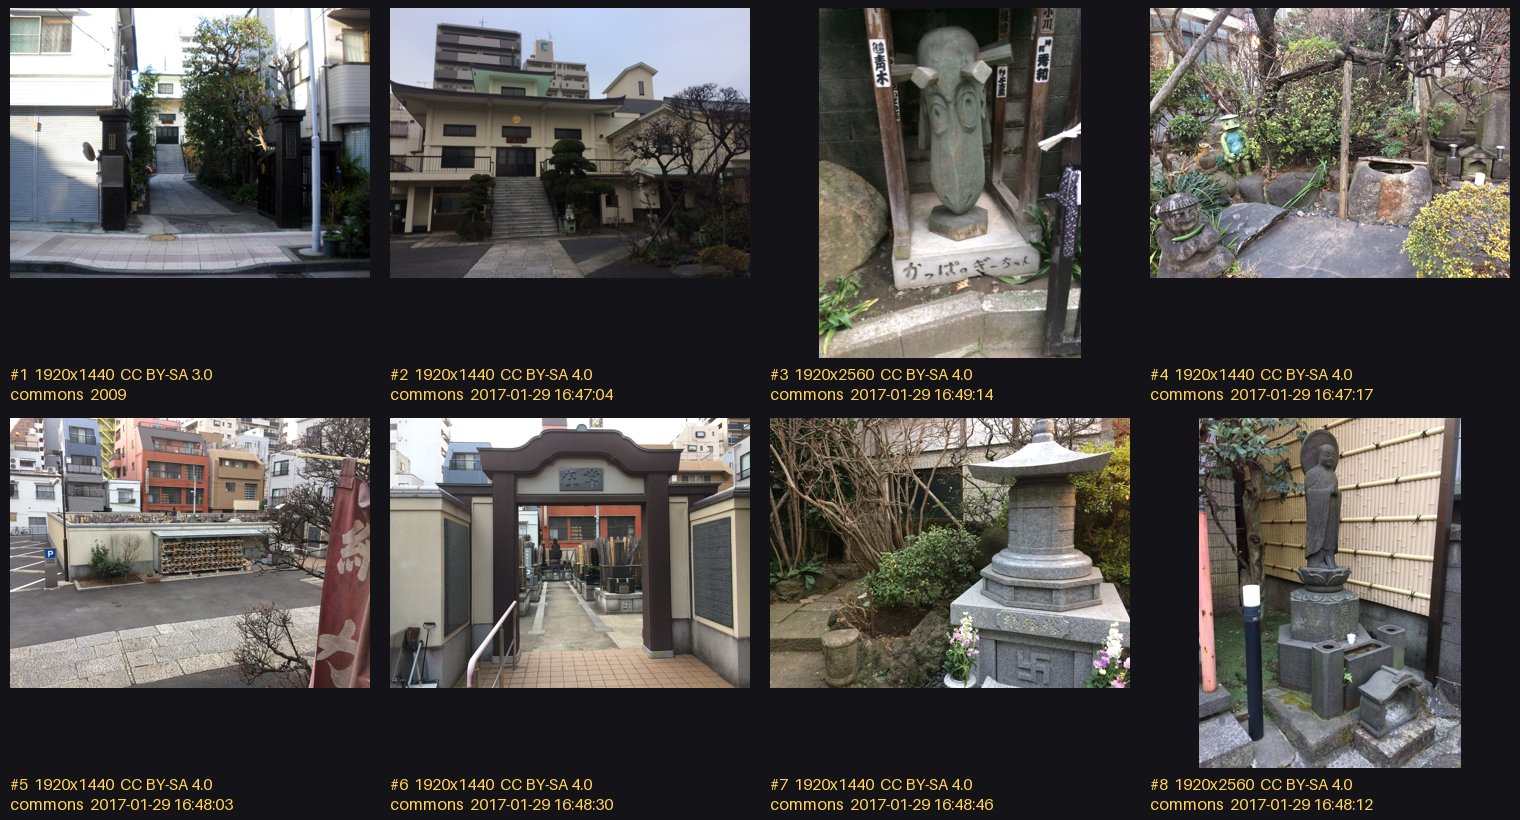 #1 1920x1440 CC BY-SA 3.0
commons 2009
#2 1920x1440 CC BY-SA 4.0
commons 2017-01-29 16:47:04
青木
秀和
かっぱのぎーちゃん
#3 1920x2560 CC BY-SA 4.0
commons 2017-01-29 16:49:14
#4 1920x1440 CC BY-SA 4.0
commons 2017-01-29 16:47:17
P
#5 1920x1440 CC BY-SA 4.0
commons 2017-01-29 16:48:03
#6 1920x1440 CC BY-SA 4.0
commons 2017-01-29 16:48:30
卍
#7 1920x1440 CC BY-SA 4.0
commons 2017-01-29 16:48:46
#8 1920x2560 CC BY-SA 4.0
commons 2017-01-29 16:48:12